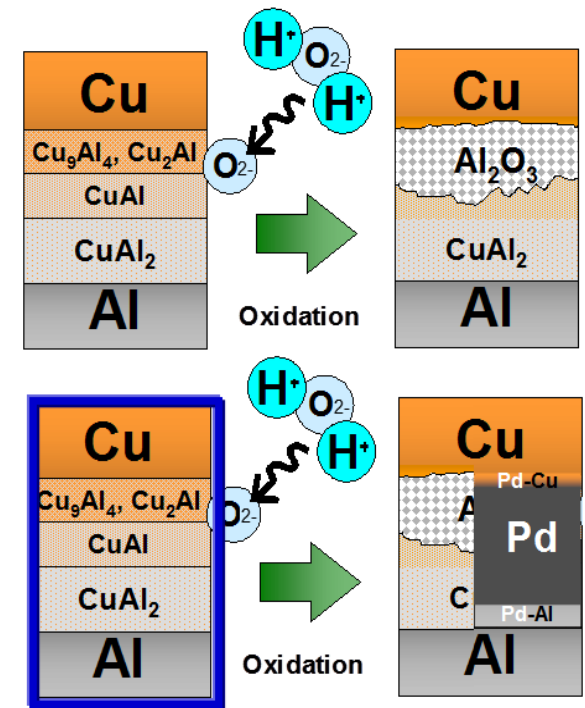 Cu
Cu₉Al₄, Cu₂Al
CuAl
CuAl₂
Al
H⁺
O2-
H⁺
O2-
Oxidation
Cu
Al₂O₃
CuAl₂
Al
Cu
Cu₉Al₄, Cu₂Al
CuAl
CuAl₂
Al
H⁺
O2-
H⁺
O2-
Oxidation
Cu
Pd-Cu
A
Pd
C
Pd-Al
Al